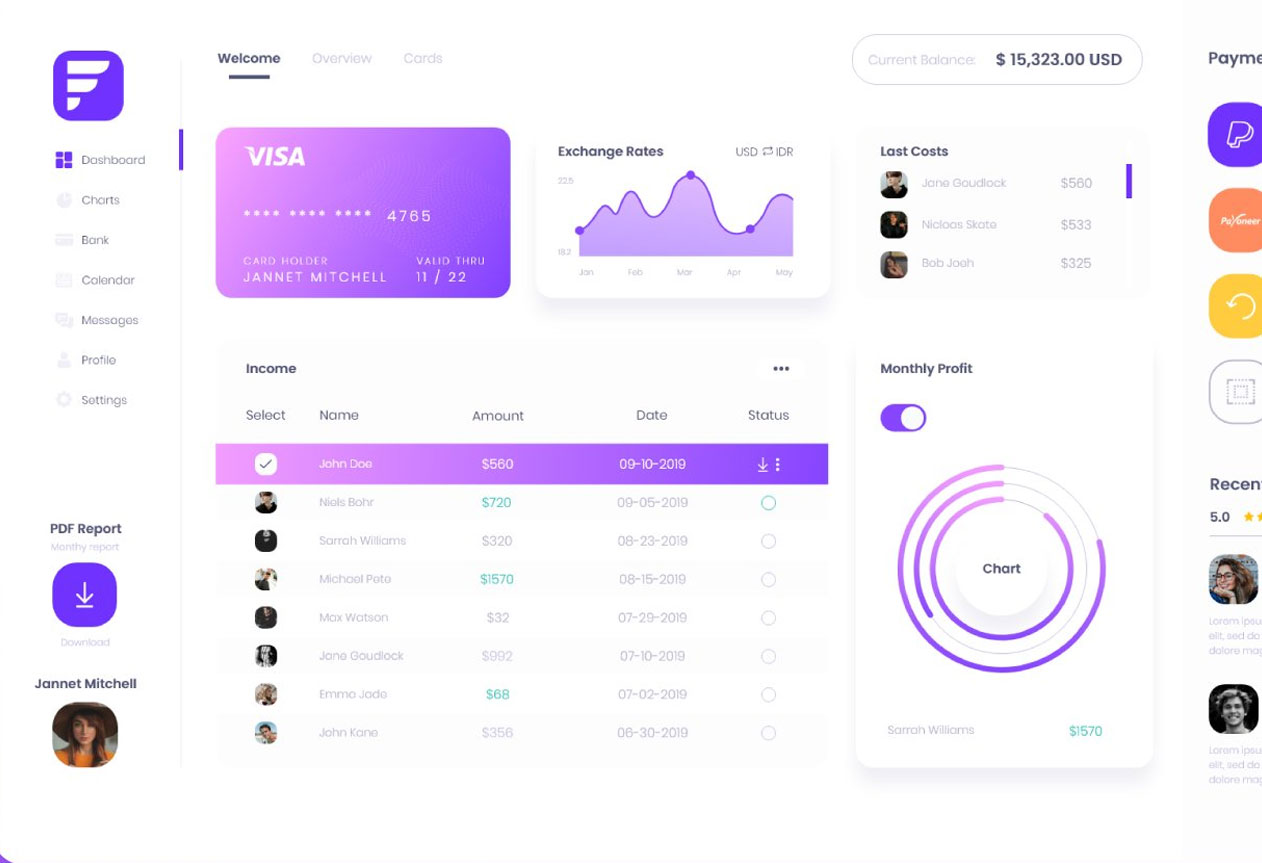 Welcome Overview Cards
Current Balance: $ 15,323.00 USD
Dashboard
Charts
Bank
Calendar
Messages
Profile
Settings
PDF Report
Monthy report
Download
Jannet Mitchell
VISA
**** **** **** 4765
CARD HOLDER VALID THRU
JANNET MITCHELL 11 / 22
Exchange Rates USD IDR
22.5
18.2
Jan Feb Mar Apr May
Last Costs
Jane Goudlock $560
Nicloas Skate $533
Bob Jooh $325
Income
Select Name Amount Date Status
John Doe $560 09-10-2019
Niels Bohr $720 09-05-2019
Sarrah Williams $320 08-23-2019
Michael Pete $1570 08-15-2019
Max Watson $32 07-29-2019
Jane Goudlock $992 07-10-2019
Emma Jade $68 07-02-2019
John Kane $356 06-30-2019
Monthly Profit
Chart
Sarrah Williams $1570
Payme
Payoneer
Recen
5.0
Lorem ipsu
elit, sed do
dolore mag
Lorem ipsu
elit, sed do
dolore mag